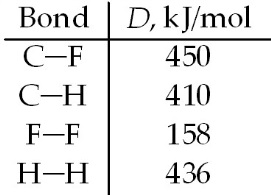 Bond D, kJ/mol
C—F 450
C—H 410
F—F 158
H—H 436